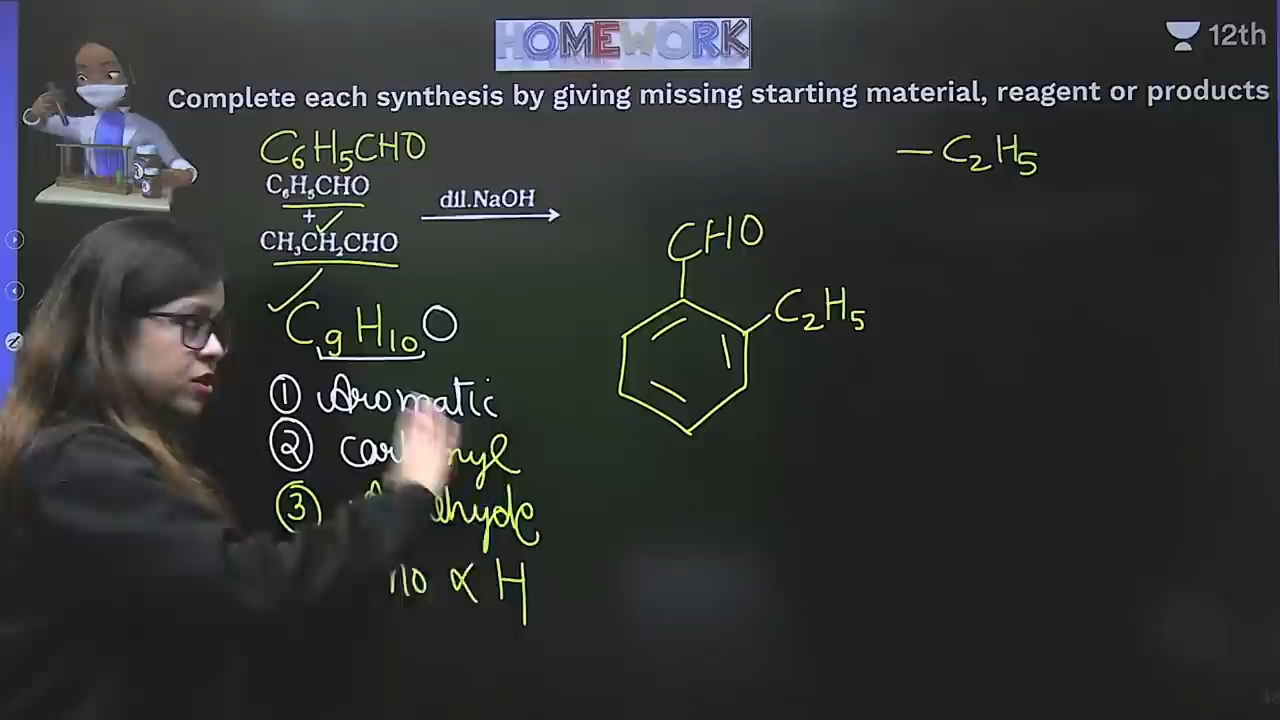 HOMEWORK
12th
Complete each synthesis by giving missing starting material, reagent or products
C₆H₅CHO
C₆H₅CHO
+
CH₃CH₂CHO
dil.NaOH
C₉H₁₀O
① Aromatic
②
③
no α H
— C₂H₅
CHO
C₂H₅